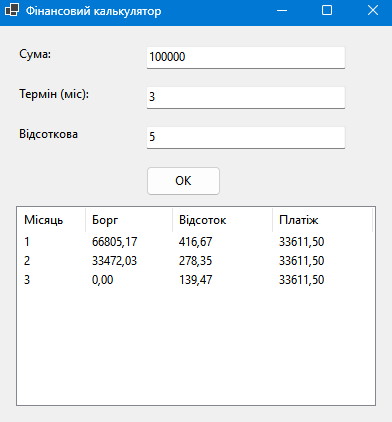 Фінансовий калькулятор
Сума: 100000
Термін (міс): 3
Відсоткова 5
OK
Місяць Борг Відсоток Платіж
1 66805,17 416,67 33611,50
2 33472,03 278,35 33611,50
3 0,00 139,47 33611,50